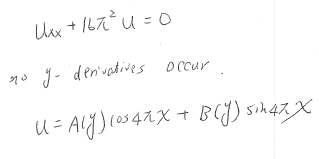 Uxx + 16π² U = 0
no y- derivatives occur.
U = A(y) cos 4πX + B(y) sin 4πX